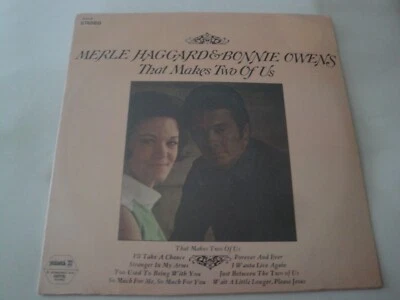 STEREO
MERLE HAGGARD & BONNIE OWENS
That Makes Two Of Us
That Makes Two Of Us
I'll Take A Chance
Forever And Ever
Stranger In My Arms
I Wanta Live Again
Too Used To Being With You
Just Between The Two of Us
So Much For Me, So Much For You
Wait A Little Longer, Please Jesus